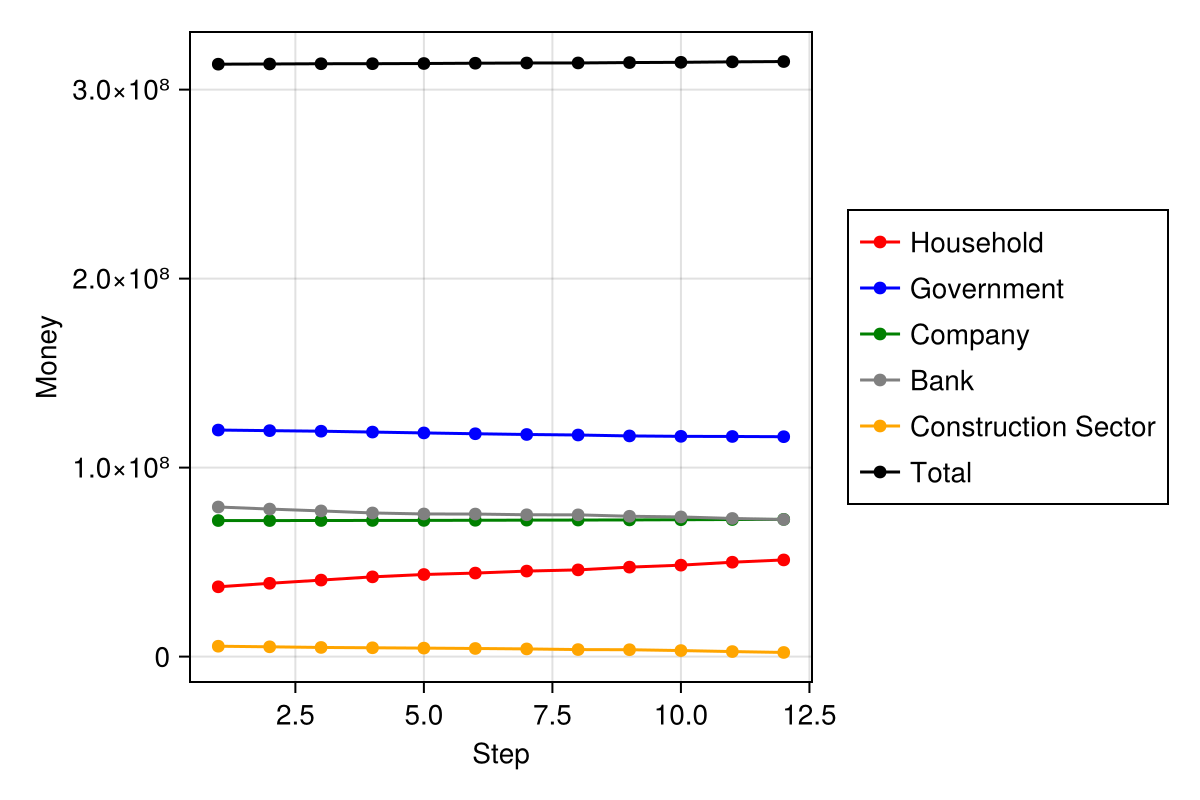 3.0×10⁸
2.0×10⁸
1.0×10⁸
0
Money
2.5 5.0 7.5 10.0 12.5
Step
Household
Government
Company
Bank
Construction Sector
Total